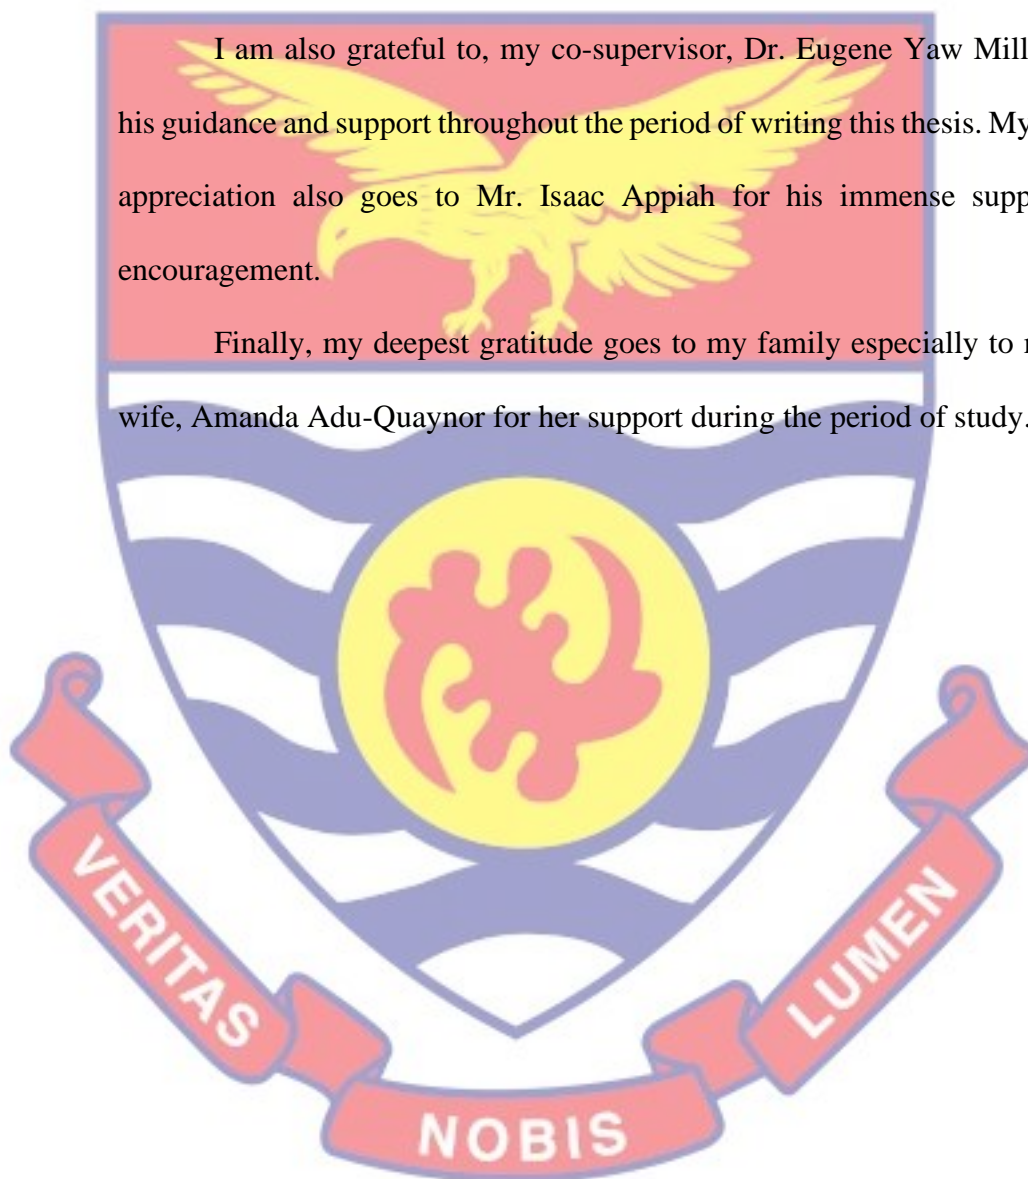 I am also grateful to, my co-supervisor, Dr. Eugene Yaw Mill
his guidance and support throughout the period of writing this thesis. My
appreciation also goes to Mr. Isaac Appiah for his immense supp
encouragement.
Finally, my deepest gratitude goes to my family especially to
wife, Amanda Adu-Quaynor for her support during the period of study.
VERITAS
NOBIS
LUMEN